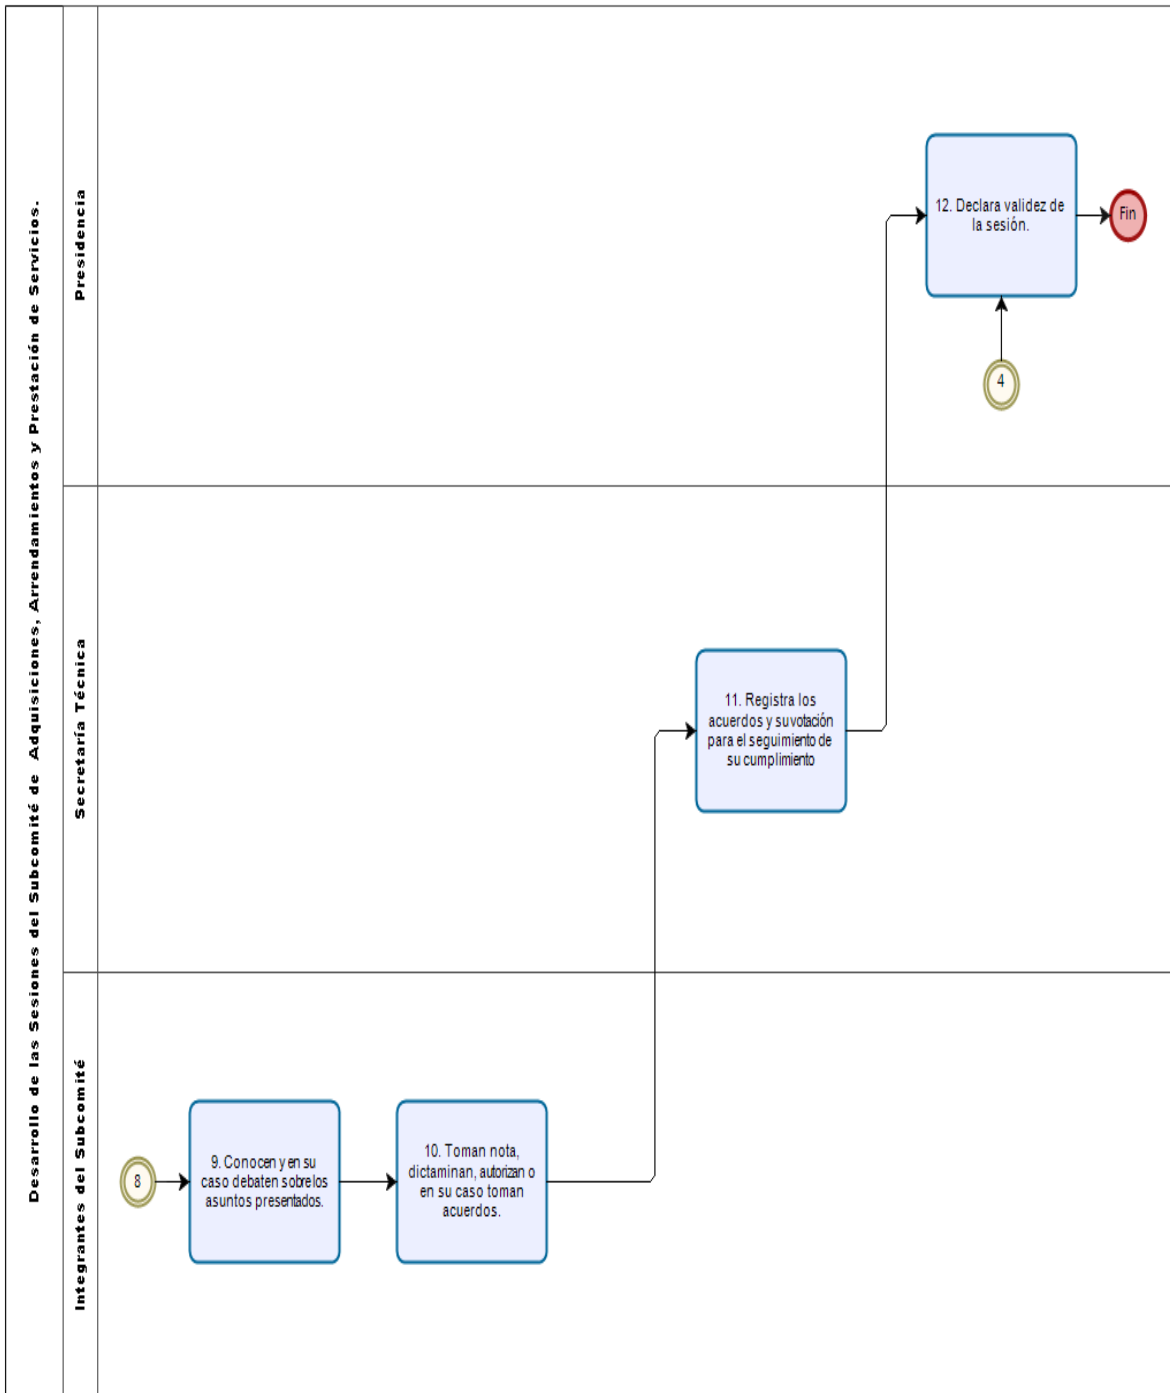 Desarrollo de las Sesiones del Subcomité de Adquisiciones, Arrendamientos y Prestación de Servicios.
Presidencia
12. Declara validez de
la sesión.
Fin
4
Secretaría Técnica
11. Registra los
acuerdos y su votación
para el seguimiento de
su cumplimiento
Integrantes del Subcomité
8
9. Conocen y en su
caso debaten sobre los
asuntos presentados.
10. Toman nota,
dictaminan, autorizan o
en su caso toman
acuerdos.